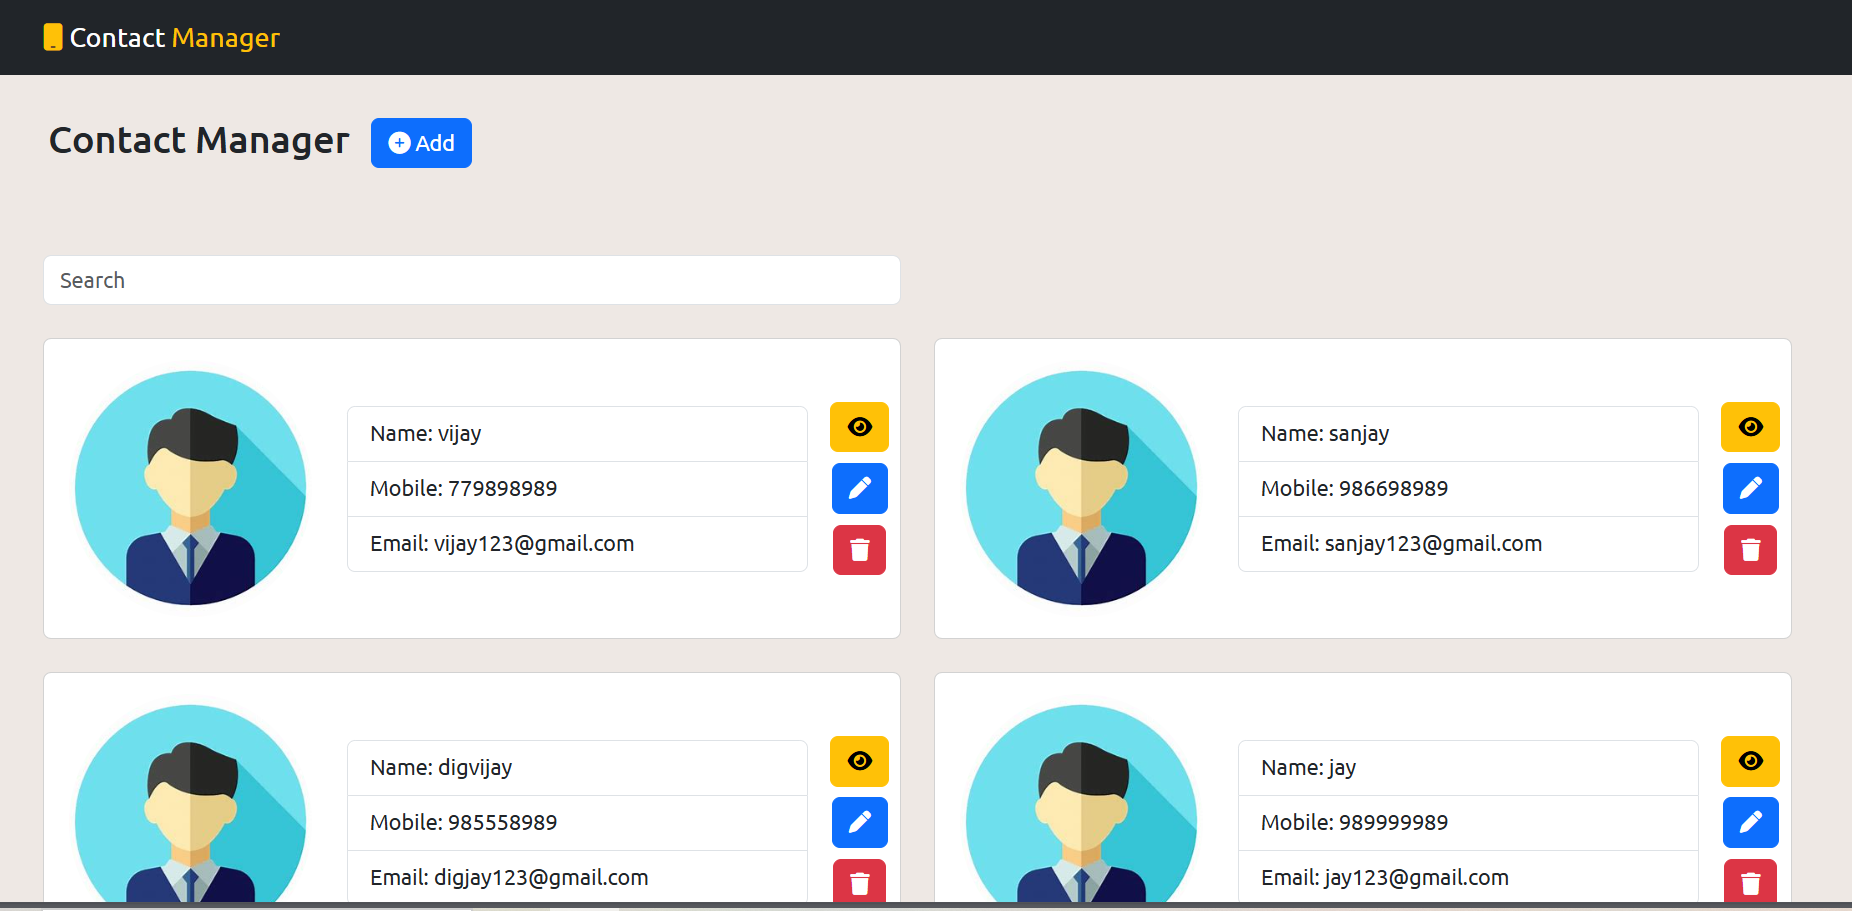 Contact Manager
Contact Manager
Add
Search
Name: vijay
Mobile: 779898989
Email: vijay123@gmail.com
Name: sanjay
Mobile: 986698989
Email: sanjay123@gmail.com
Name: digvijay
Mobile: 985558989
Email: digjay123@gmail.com
Name: jay
Mobile: 989999989
Email: jay123@gmail.com